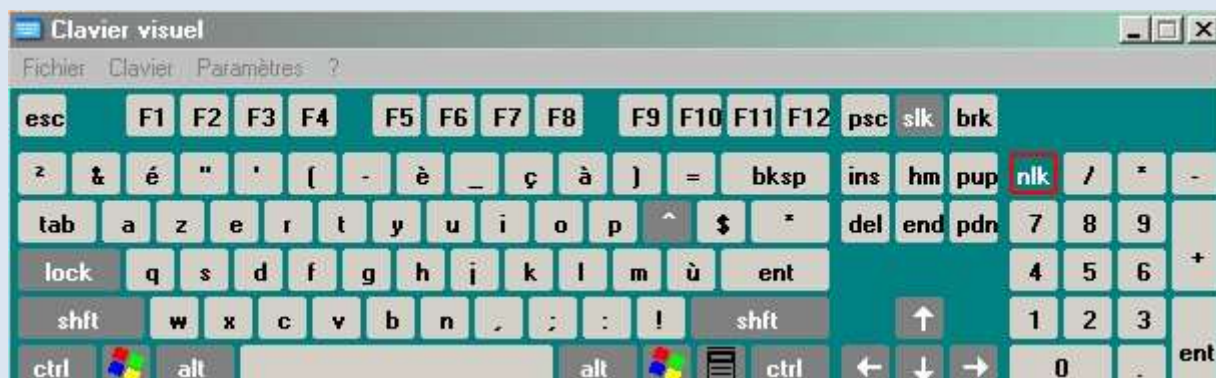 Clavier visuel
Fichier Clavier Paramètres ?
esc F1 F2 F3 F4 F5 F6 F7 F8 F9 F10 F11 F12 psc slk brk
² & é " ' ( - è _ ç à ) = bksp ins hm pup nlk / * -
tab a z e r t y u i o p ^ $ * del end pdn 7 8 9 +
lock q s d f g h j k l m ù ent 4 5 6
shft w x c v b n , ; : ! shft ↑ 1 2 3 ent
ctrl alt alt ctrl ← ↓ → 0 .